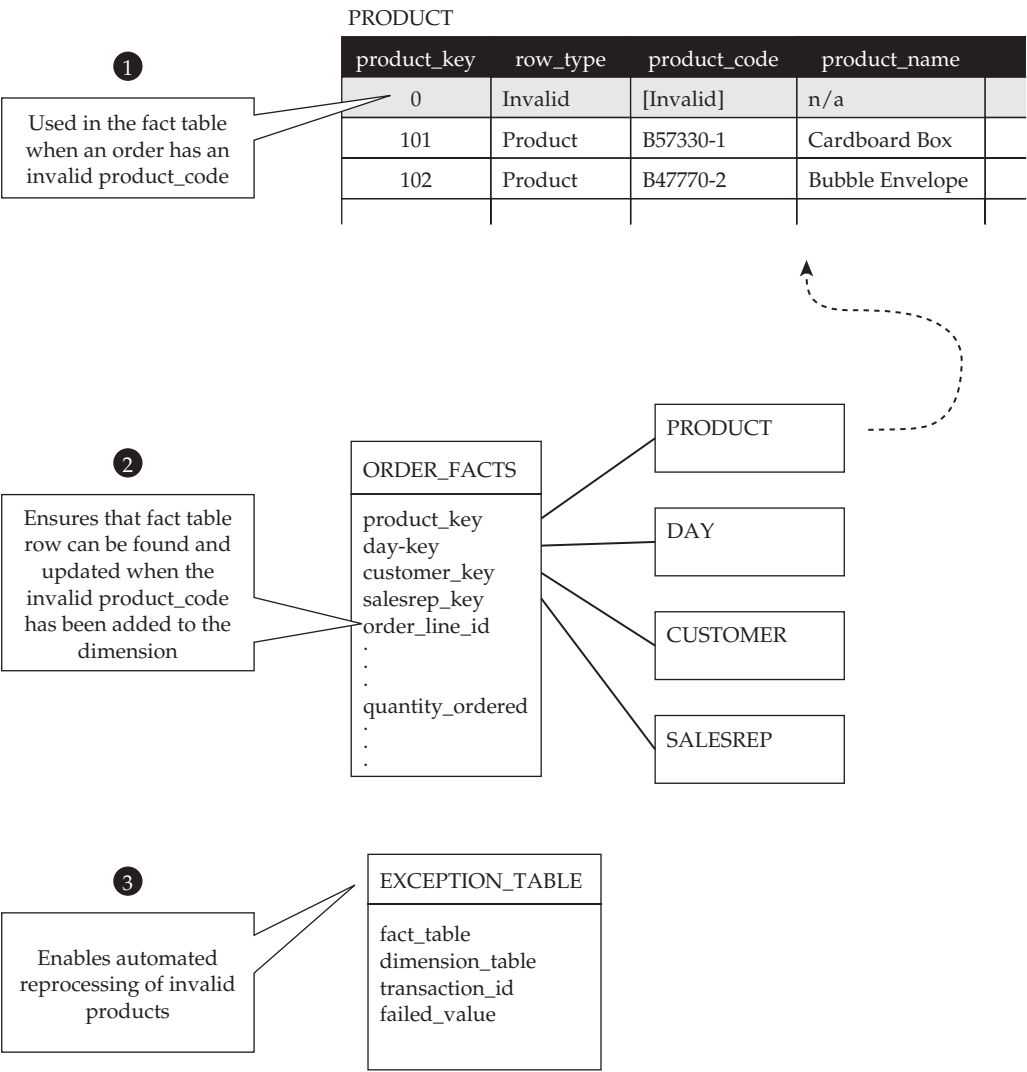 PRODUCT
product_key row_type product_code product_name
0 Invalid [Invalid] n/a
101 Product B57330-1 Cardboard Box
102 Product B47770-2 Bubble Envelope
1
Used in the fact table
when an order has an
invalid product_code
2
Ensures that fact table
row can be found and
updated when the
invalid product_code
has been added to the
dimension
ORDER_FACTS
product_key
day-key
customer_key
salesrep_key
order_line_id
.
.
.
quantity_ordered
.
.
.
PRODUCT
DAY
CUSTOMER
SALESREP
3
Enables automated
reprocessing of invalid
products
EXCEPTION_TABLE
fact_table
dimension_table
transaction_id
failed_value